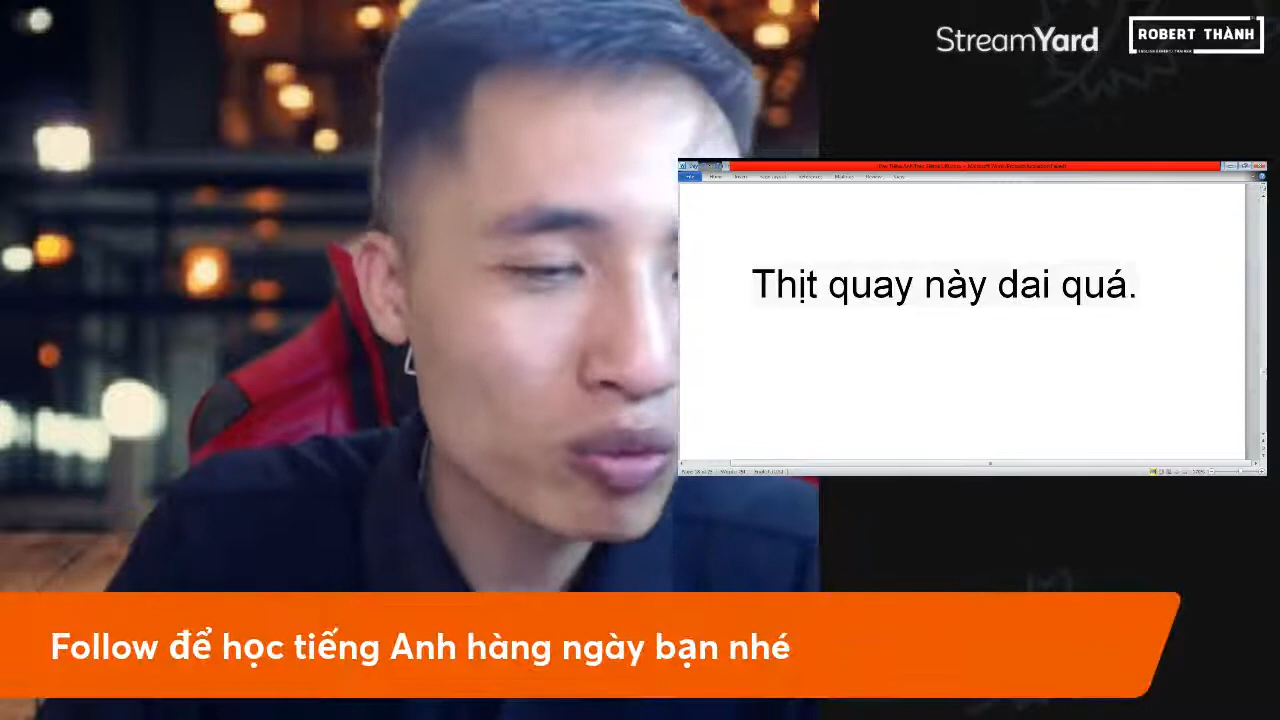 StreamYard
ROBERT THÀNH
Thịt quay này dai quá.
Follow để học tiếng Anh hàng ngày bạn nhé